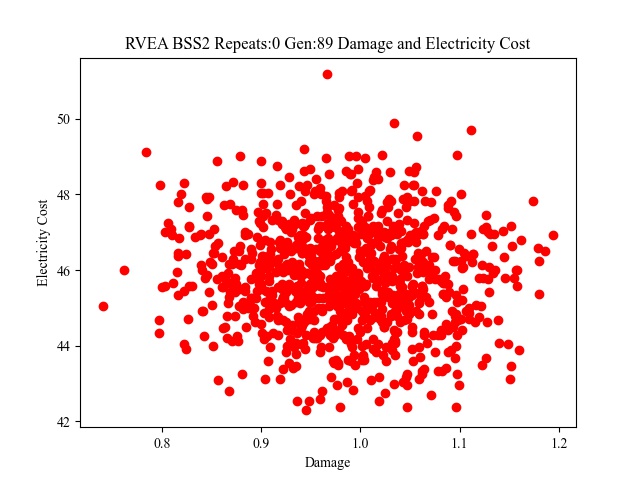 RVEA BSS2 Repeats:0 Gen:89 Damage and Electricity Cost
50
48
46
44
42
Electricity Cost
0.8 0.9 1.0 1.1 1.2
Damage